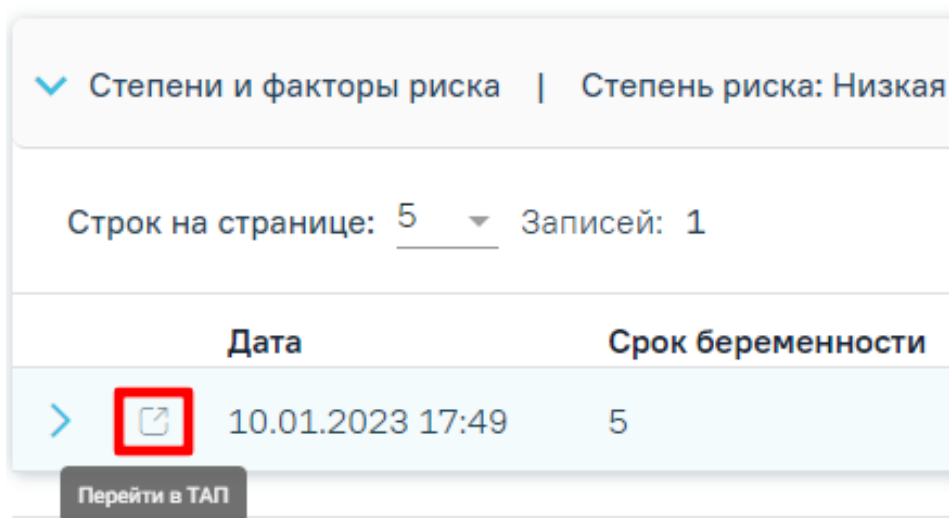 Степени и факторы риска | Степень риска: Низкая
Строк на странице: 5 Записей: 1
Дата Срок беременности
10.01.2023 17:49 5
Перейти в ТАП